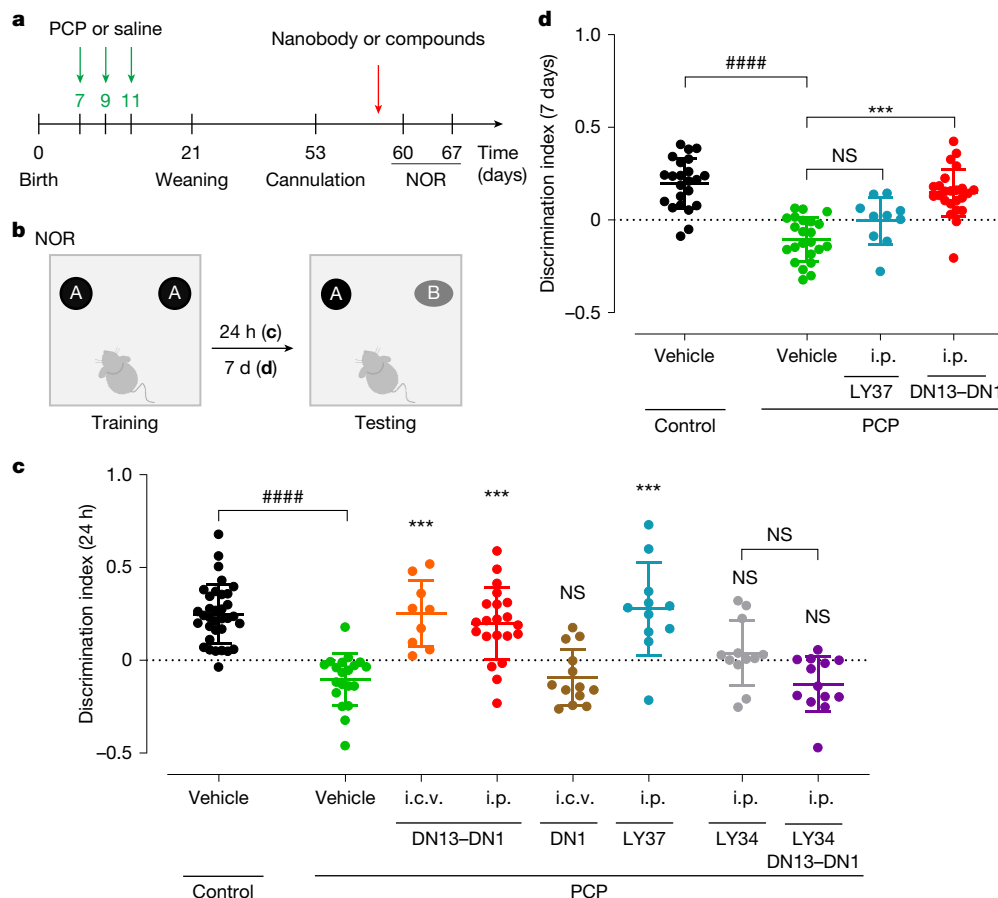 a
PCP or saline
Nanobody or compounds
7 9 11
0 21 53 60 67 Time
Birth Weaning Cannulation NOR (days)
b
NOR
A A
24 h (c)
7 d (d)
A B
Training Testing
d
Discrimination index (7 days)
1.0
0.5
0
–0.5
####
***
NS
Vehicle Vehicle i.p. i.p.
LY37 DN13–DN1
Control PCP
c
Discrimination index (24 h)
1.0
0.5
0
–0.5
####
***
***
NS
***
NS
NS
NS
Vehicle Vehicle i.c.v. i.p. i.c.v. i.p. i.p. i.p.
DN13–DN1 DN1 LY37 LY34 LY34
DN13–DN1
Control PCP